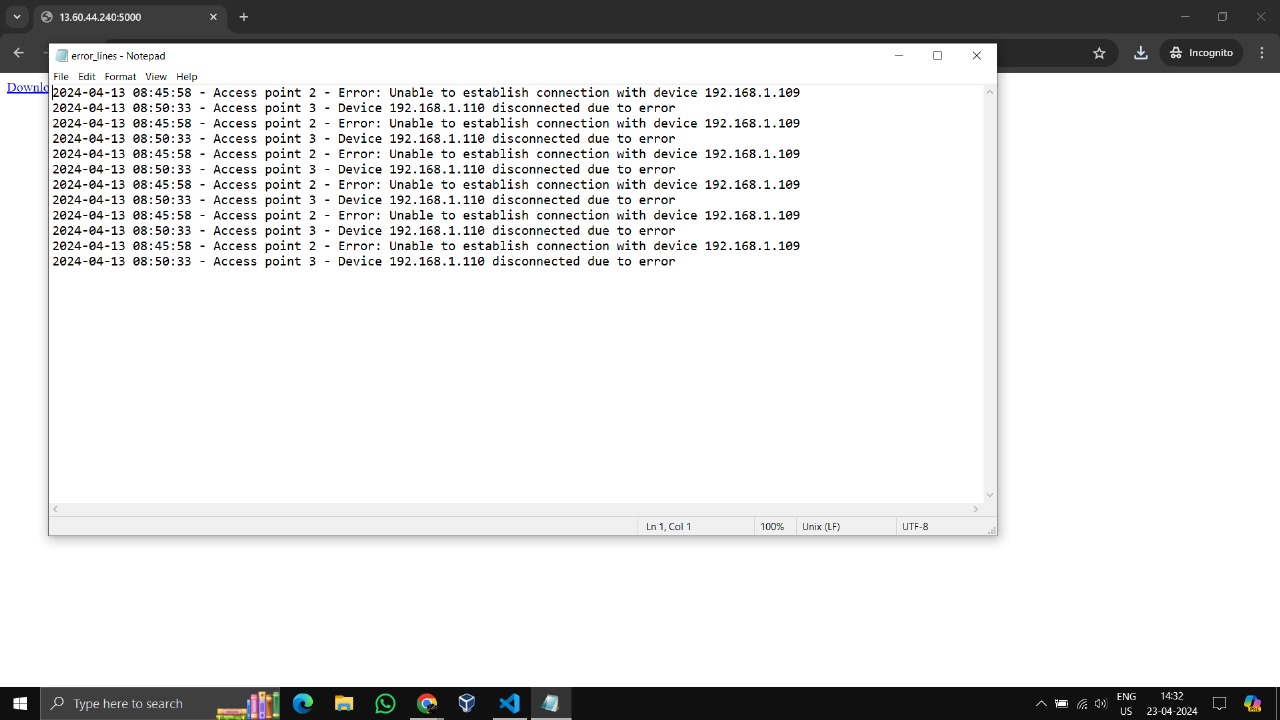 13.60.44.240:5000
Incognito
error_lines - Notepad
File Edit Format View Help
2024-04-13 08:45:58 - Access point 2 - Error: Unable to establish connection with device 192.168.1.109
2024-04-13 08:50:33 - Access point 3 - Device 192.168.1.110 disconnected due to error
2024-04-13 08:45:58 - Access point 2 - Error: Unable to establish connection with device 192.168.1.109
2024-04-13 08:50:33 - Access point 3 - Device 192.168.1.110 disconnected due to error
2024-04-13 08:45:58 - Access point 2 - Error: Unable to establish connection with device 192.168.1.109
2024-04-13 08:50:33 - Access point 3 - Device 192.168.1.110 disconnected due to error
2024-04-13 08:45:58 - Access point 2 - Error: Unable to establish connection with device 192.168.1.109
2024-04-13 08:50:33 - Access point 3 - Device 192.168.1.110 disconnected due to error
2024-04-13 08:45:58 - Access point 2 - Error: Unable to establish connection with device 192.168.1.109
2024-04-13 08:50:33 - Access point 3 - Device 192.168.1.110 disconnected due to error
2024-04-13 08:45:58 - Access point 2 - Error: Unable to establish connection with device 192.168.1.109
2024-04-13 08:50:33 - Access point 3 - Device 192.168.1.110 disconnected due to error
Ln 1, Col 1 100% Unix (LF) UTF-8
Type here to search
ENG
US
14:32
23-04-2024